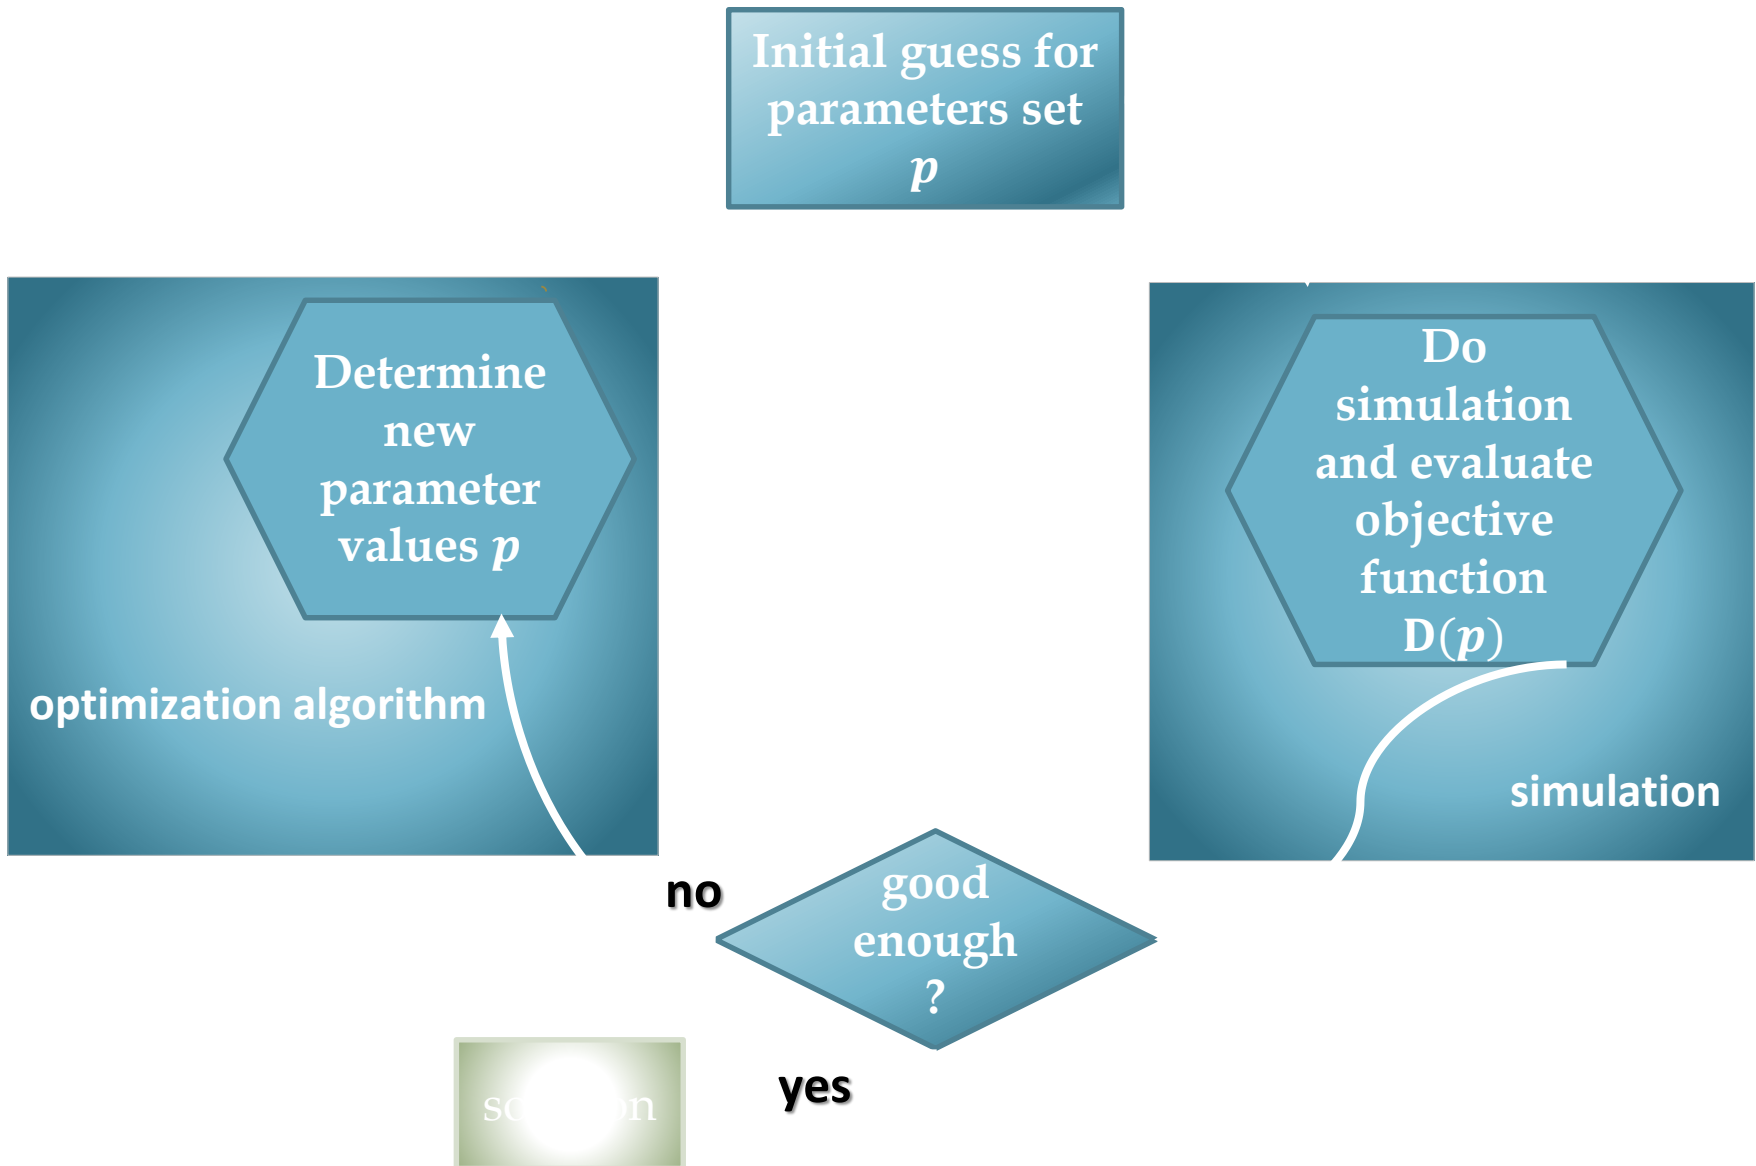 Initial guess for
parameters set
p
Determine
new
parameter
values p
optimization algorithm
Do
simulation
and evaluate
objective
function
D(p)
simulation
no
good
enough
?
yes